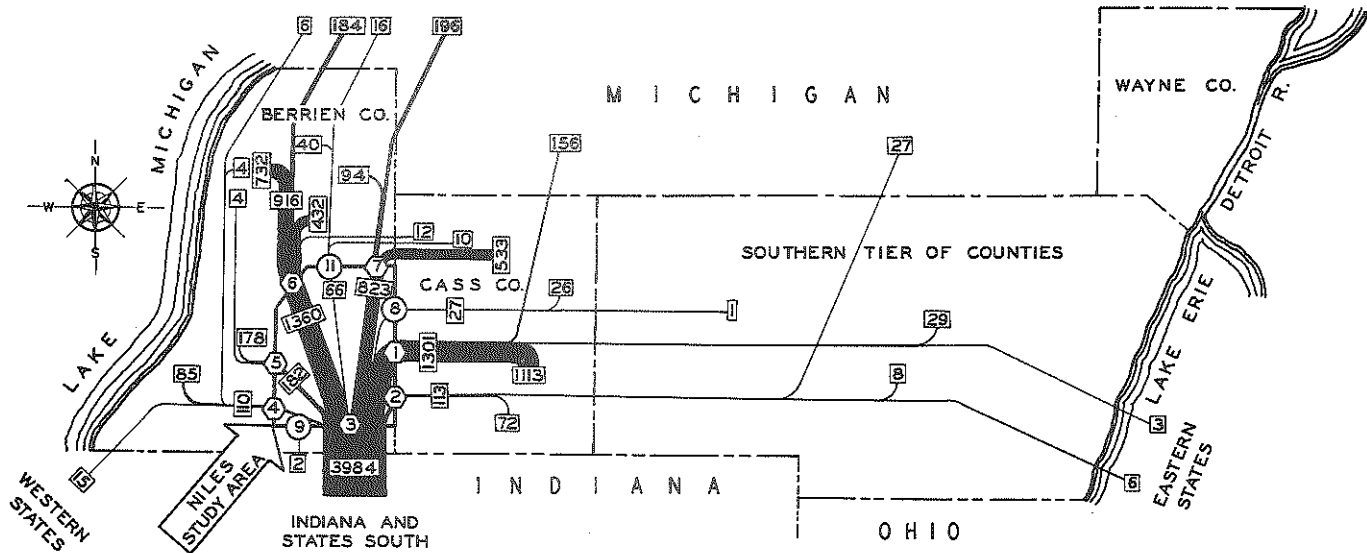 6
184
16
196
MICHIGAN
WAYNE CO.
DETROIT R.
LAKE MICHIGAN
BERRIEN CO.
40
156
27
N
W E
S
4
732
94
4
916
432
12
10
533
SOUTHERN TIER OF COUNTIES
11
7
CASS CO.
6
66
823
26
8
27
1
1360
29
178
1
1301
5
182
1113
85
8
110
4
2
113
3
72
3
9
2
3984
6
15
LAKE ERIE
WESTERN
STATES
NILES
STUDY AREA
INDIANA
EASTERN
STATES
INDIANA AND
STATES SOUTH
OHIO